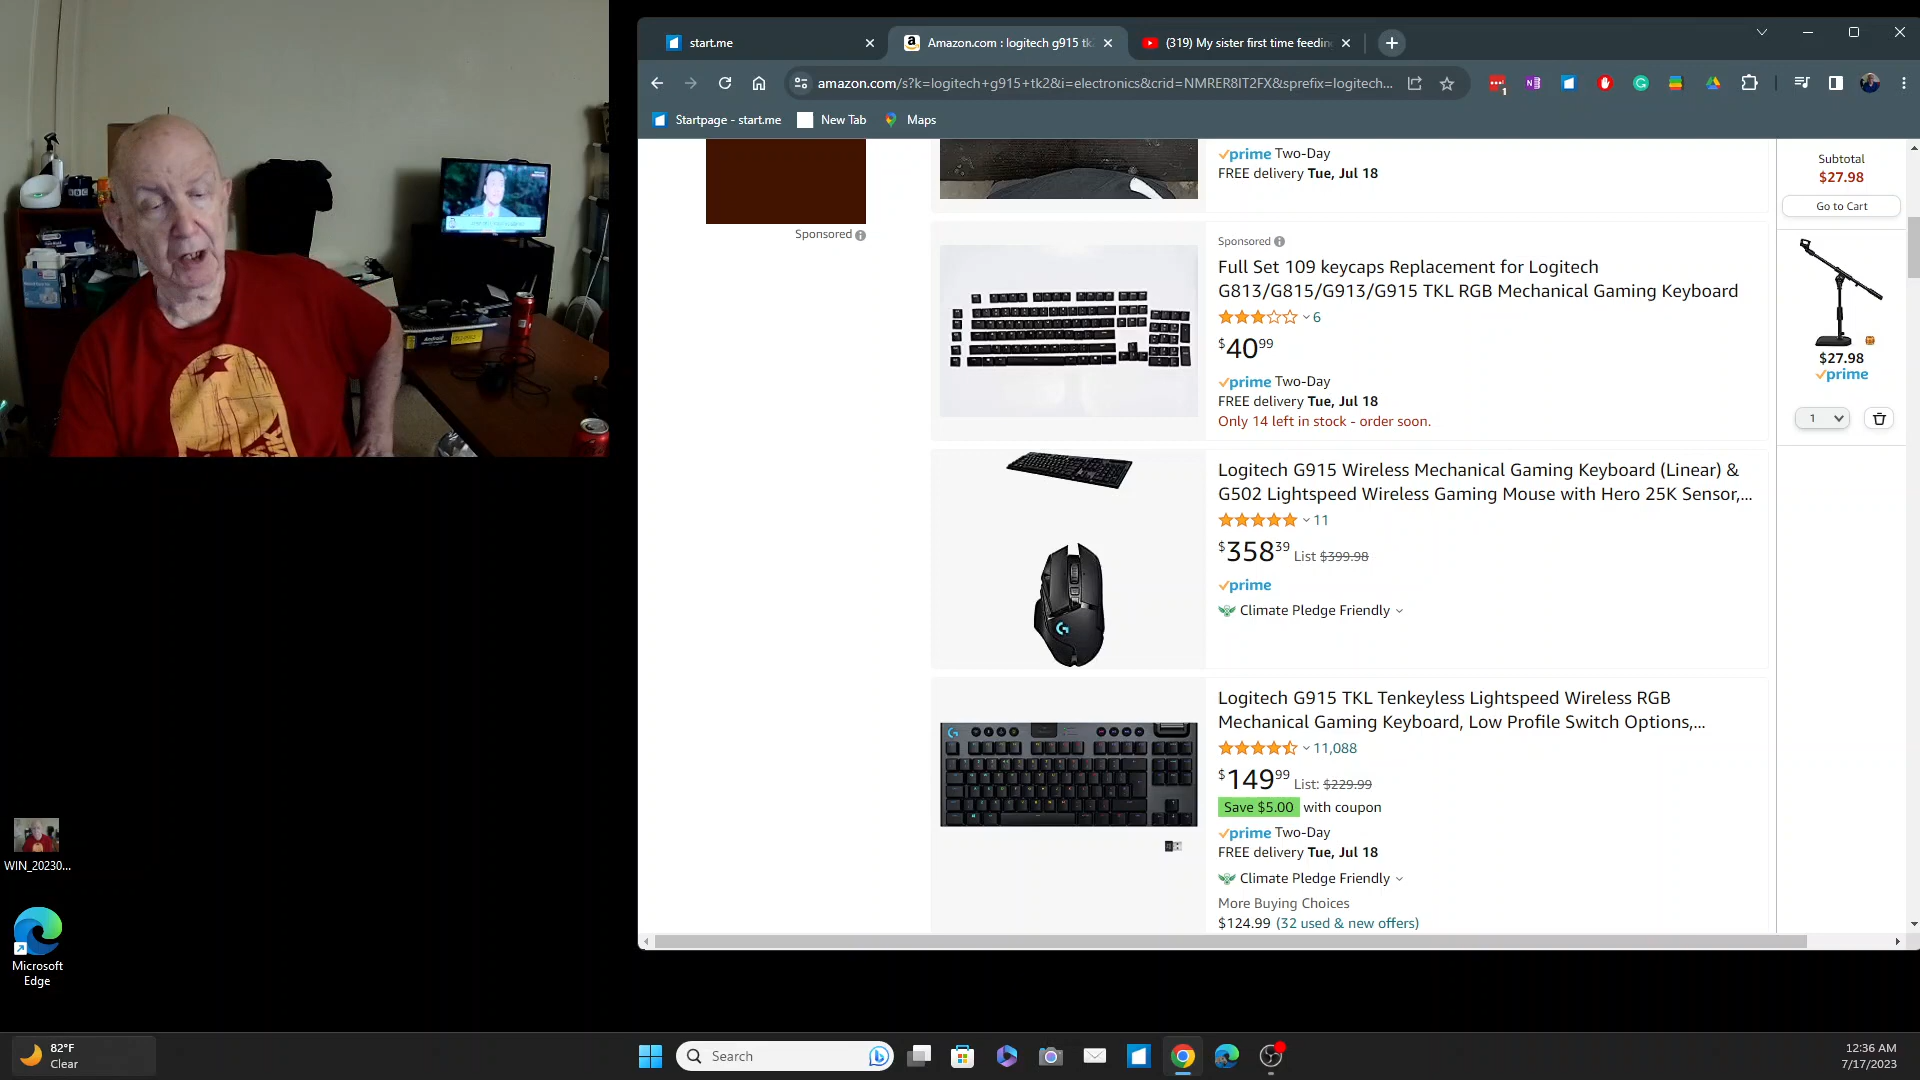 start.me
Amazon.com : logitech g915 tk
(319) My sister first time feedin
amazon.com/s?k=logitech+g915+tk2&i=electronics&crid=NMRER8IT2FX&sprefix=logitech...
1
Startpage - start.me
New Tab
Maps
Sponsored
prime Two-Day
FREE delivery Tue, Jul 18
Sponsored
Full Set 109 keycaps Replacement for Logitech
G813/G815/G913/G915 TKL RGB Mechanical Gaming Keyboard
6
$40 99
prime Two-Day
FREE delivery Tue, Jul 18
Only 14 left in stock - order soon.
Logitech G915 Wireless Mechanical Gaming Keyboard (Linear) &
G502 Lightspeed Wireless Gaming Mouse with Hero 25K Sensor,...
11
$358 39 List $399.98
prime
Climate Pledge Friendly
Logitech G915 TKL Tenkeyless Lightspeed Wireless RGB
Mechanical Gaming Keyboard, Low Profile Switch Options,...
11,088
$149 99 List: $229.99
Save $5.00 with coupon
prime Two-Day
FREE delivery Tue, Jul 18
Climate Pledge Friendly
More Buying Choices
$124.99 (32 used & new offers)
Subtotal
$27.98
Go to Cart
$27.98
prime
1
WIN_20230...
Microsoft
Edge
82°F
Clear
Search
12:36 AM
7/17/2023